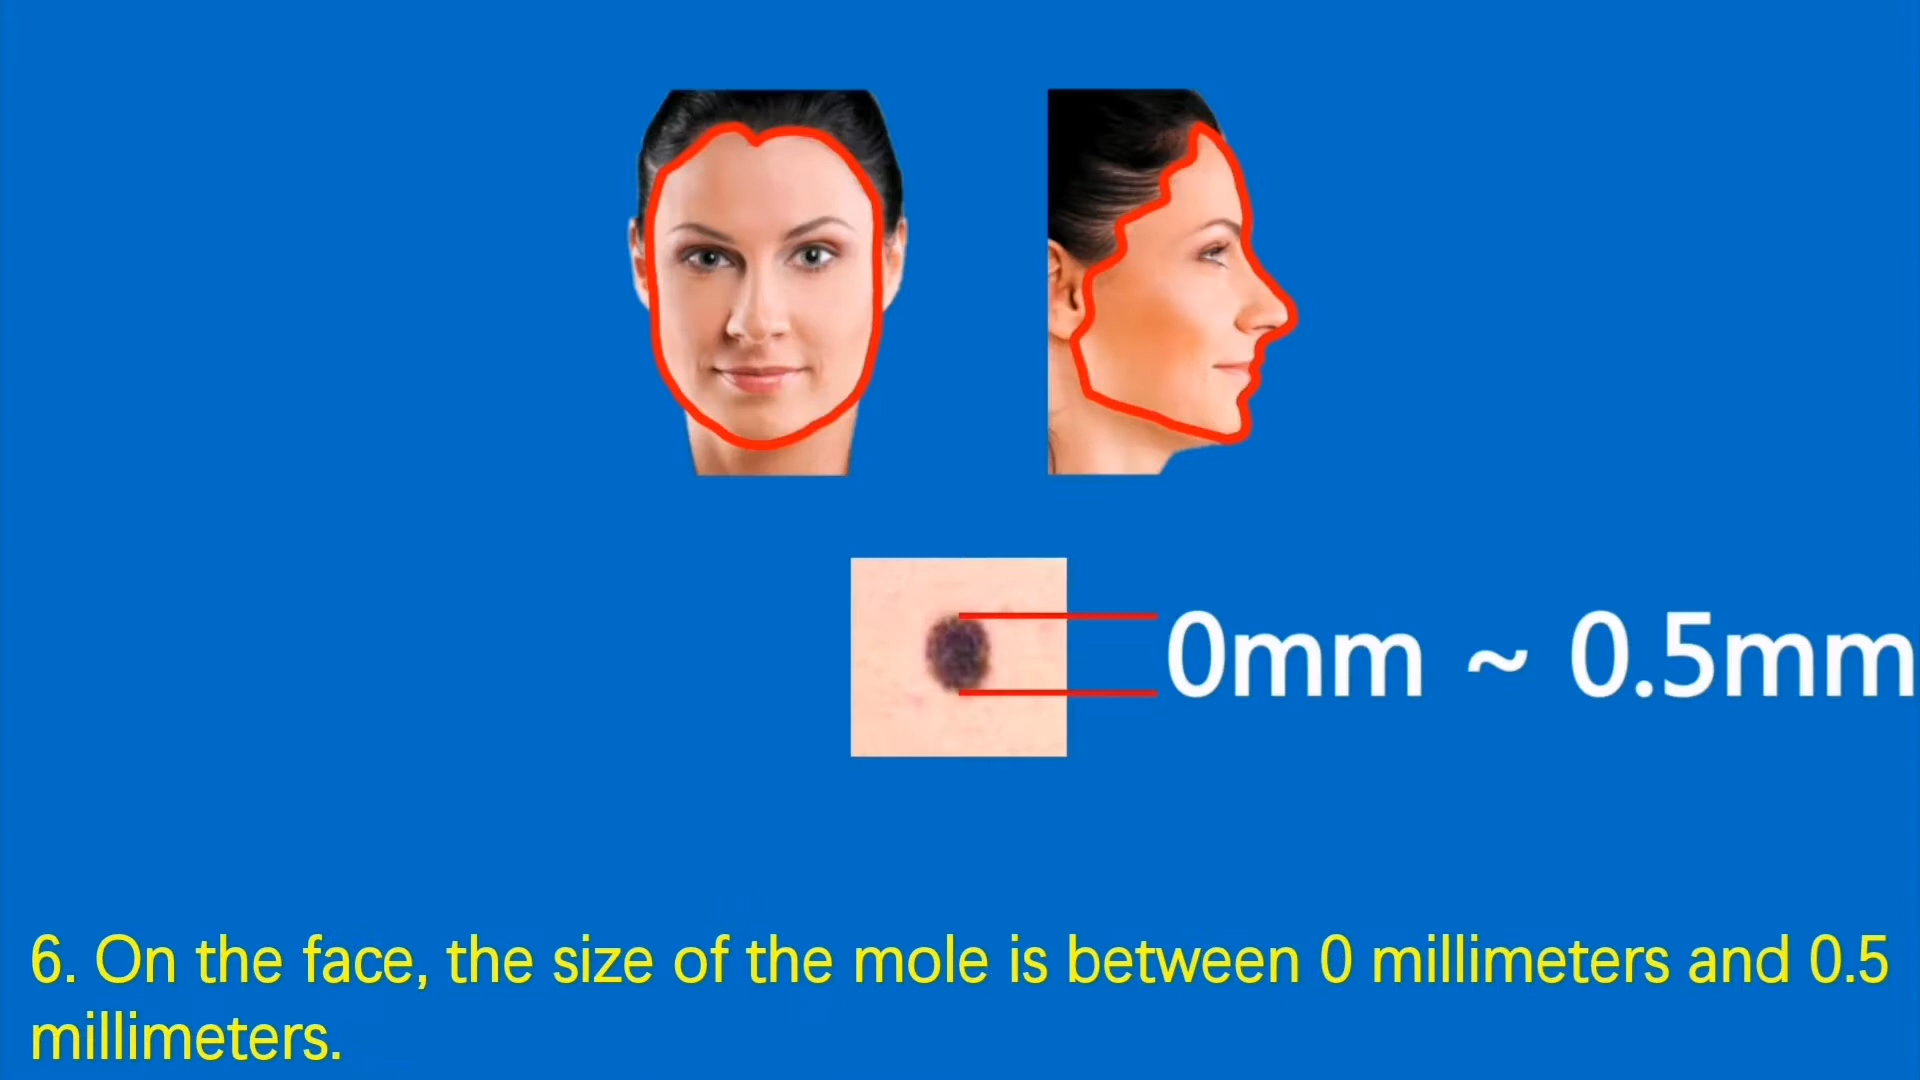 0mm ~ 0.5mm
6. On the face, the size of the mole is between 0 millimeters and 0.5
millimeters.